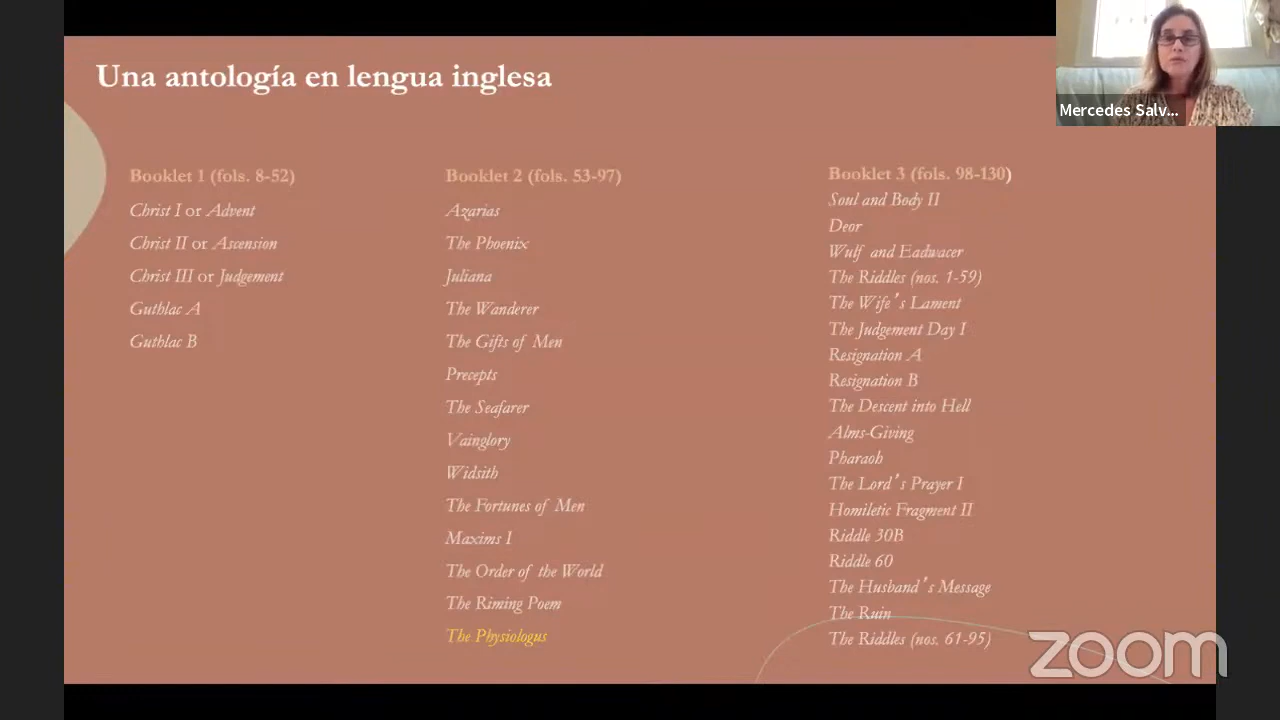 Una antología en lengua inglesa
Mercedes Salv...
Booklet 1 (fols. 8-52)
Christ I or Advent
Christ II or Ascension
Christ III or Judgement
Guthlac A
Guthlac B
Booklet 2 (fols. 53-97)
Azarias
The Phoenix
Juliana
The Wanderer
The Gifts of Men
Precepts
The Seafarer
Vainglory
Widsith
The Fortunes of Men
Maxims I
The Order of the World
The Riming Poem
The Physiologus
Booklet 3 (fols. 98-130)
Soul and Body II
Deor
Wulf and Eadwacer
The Riddles (nos. 1-59)
The Wife's Lament
The Judgement Day I
Resignation A
Resignation B
The Descent into Hell
Alms-Giving
Pharaoh
The Lord's Prayer I
Homiletic Fragment II
Riddle 30B
Riddle 60
The Husband's Message
The Ruin
The Riddles (nos. 61-95)
zoom